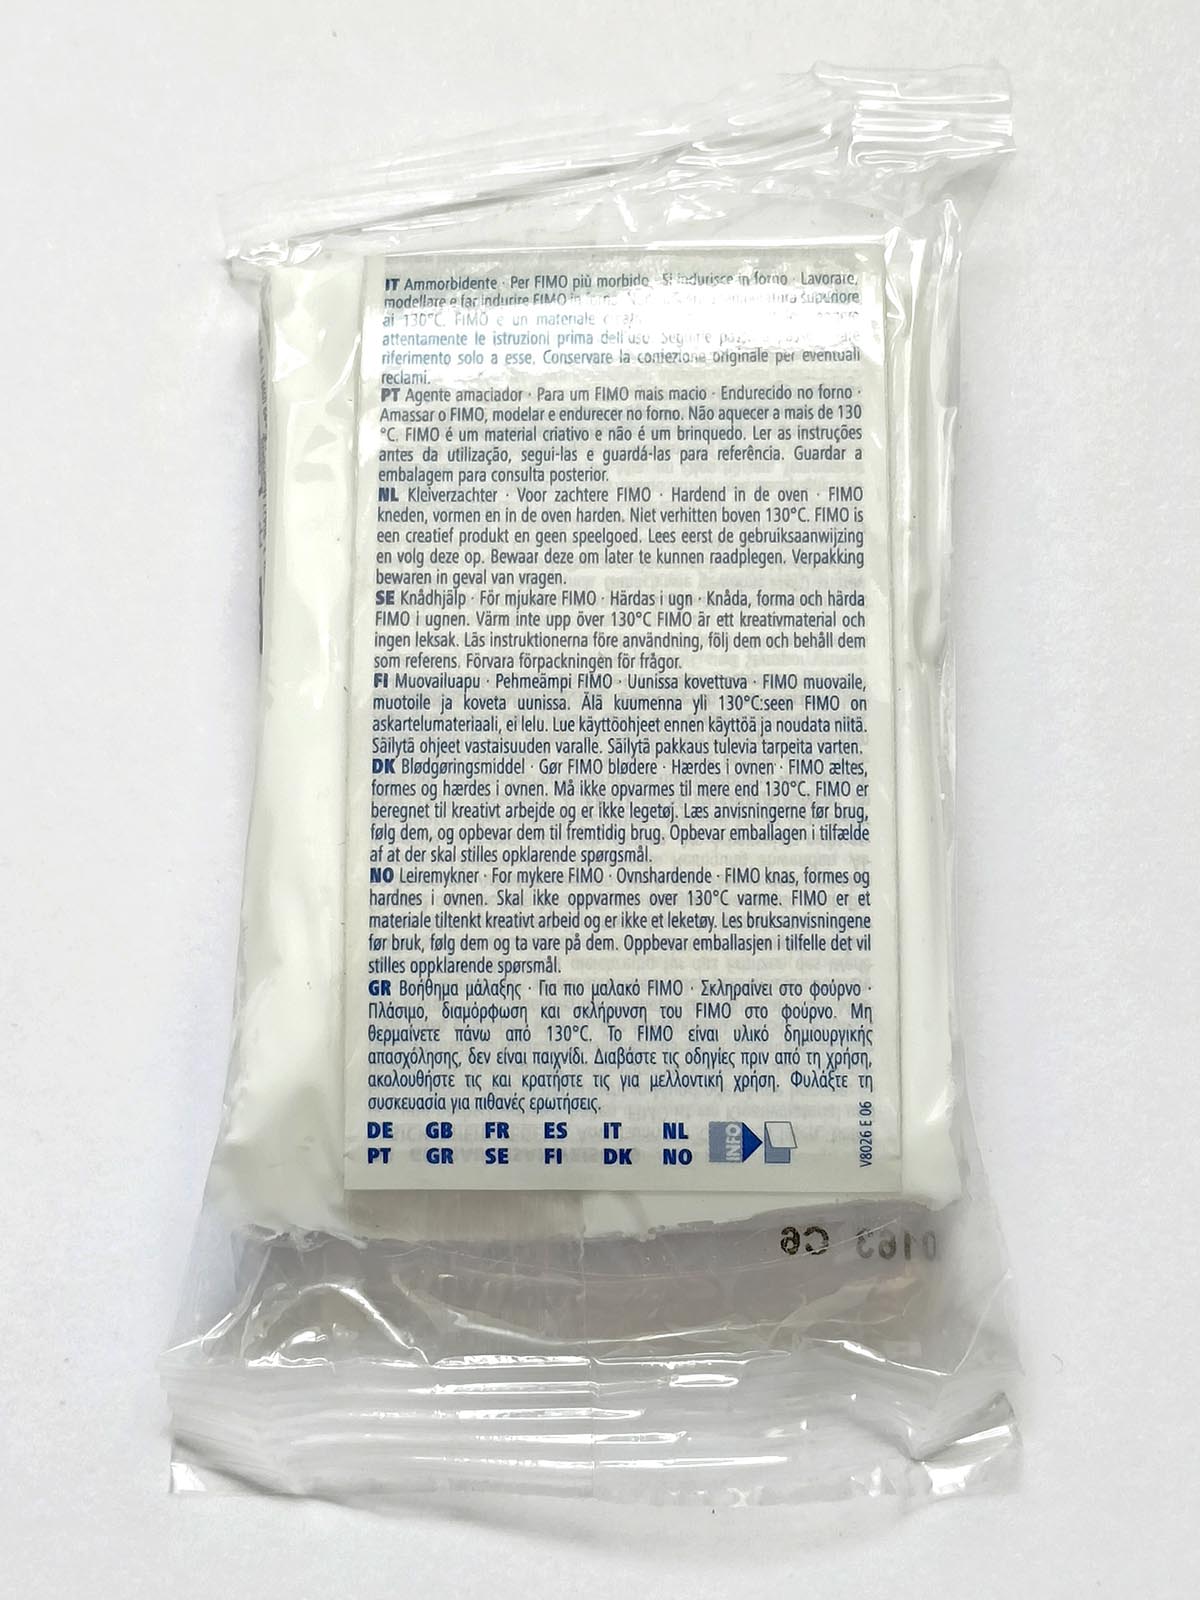 IT Ammorbidente · Per FIMO più morbido · Si indurisce in forno · Lavorare,
modellare e far indurire FIMO in forno. superiore
ai 130°C. FIMO è un materiale
attentamente le istruzioni prima dell'uso.
riferimento solo a esse. Conservare la confezione originale per eventuali
reclami.
PT Agente amaciador · Para um FIMO mais macio · Endurecido no forno ·
Amassar o FIMO, modelar e endurecer no forno. Não aquecer a mais de 130
°C. FIMO é um material criativo e não é um brinquedo. Ler as instruções
antes da utilização, segui-las e guardá-las para referência. Guardar a
embalagem para consulta posterior.
NL Kleiverzachter · Voor zachtere FIMO · Hardend in de oven · FIMO
kneden, vormen en in de oven harden. Niet verhitten boven 130°C. FIMO is
een creatief produkt en geen speelgoed. Lees eerst de gebruiksaanwijzing
en volg deze op. Bewaar deze om later te kunnen raadplegen. Verpakking
bewaren in geval van vragen.
SE Knådhjälp · För mjukare FIMO · Härdas i ugn · Knåda, forma och härda
FIMO i ugnen. Värm inte upp över 130°C FIMO är ett kreativmaterial och
ingen leksak. Läs instruktionerna före användning, följ dem och behåll dem
som referens. Förvara förpackningen för frågor.
FI Muovailuapu · Pehmeämpi FIMO · Uunissa kovettuva · FIMO muovaile,
muotoile ja koveta uunissa. Älä kuumenna yli 130°C:seen FIMO on
askartelumateriaali, ei lelu. Lue käyttöohjeet ennen käyttöä ja noudata niitä.
Säilytä ohjeet vastaisuuden varalle. Säilytä pakkaus tulevia tarpeita varten.
DK Blødgøringsmiddel · Gør FIMO blødere · Hærdes i ovnen · FIMO æltes,
formes og hærdes i ovnen. Må ikke opvarmes til mere end 130°C. FIMO er
beregnet til kreativt arbejde og er ikke legetøj. Læs anvisningerne før brug,
følg dem, og opbevar dem til fremtidig brug. Opbevar emballagen i tilfælde
af at der skal stilles opklarende spørgsmål.
NO Leiremykner · For mykere FIMO · Ovnshardende · FIMO knas, formes og
hardnes i ovnen. Skal ikke oppvarmes over 130°C varme. FIMO er et
materiale tiltenkt kreativt arbeid og er ikke et leketøy. Les bruksanvisningene
før bruk, følg dem og ta vare på dem. Oppbevar emballasjen i tilfelle det vil
stilles oppklarende spørsmål.
GR Βοήθημα μάλαξης · Για πιο μαλακό FIMO · Σκληραίνει στο φούρνο ·
Πλάσιμο, διαμόρφωση και σκλήρυνση του FIMO στο φούρνο. Μη
θερμαίνετε πάνω από 130°C. Το FIMO είναι υλικό δημιουργικής
απασχόλησης, δεν είναι παιχνίδι. Διαβάστε τις οδηγίες πριν από τη χρήση,
ακολουθήστε τις και κρατήστε τις για μελλοντική χρήση. Φυλάξτε τη
συσκευασία για πιθανές ερωτήσεις.
DE GB FR ES IT NL INFO
PT GR SE FI DK NO
V8026 E 06
0163 C6